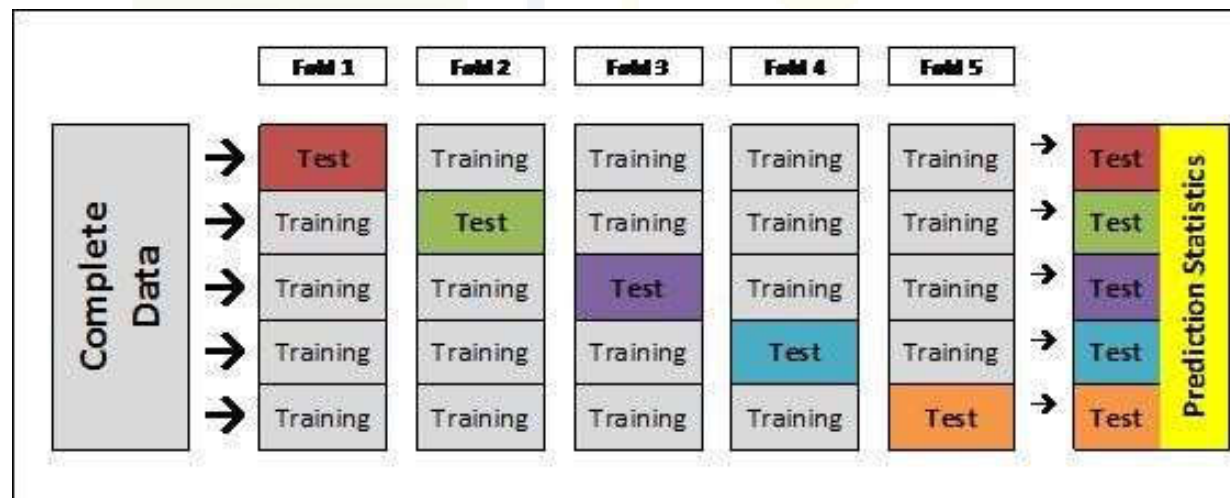 Fold 1 Fold 2 Fold 3 Fold 4 Fold 5
Complete
Data
Test Training Training Training Training Test
Training Test Training Training Training Test
Training Training Test Training Training Test
Training Training Training Test Training Test
Training Training Training Training Test Test
Prediction Statistics